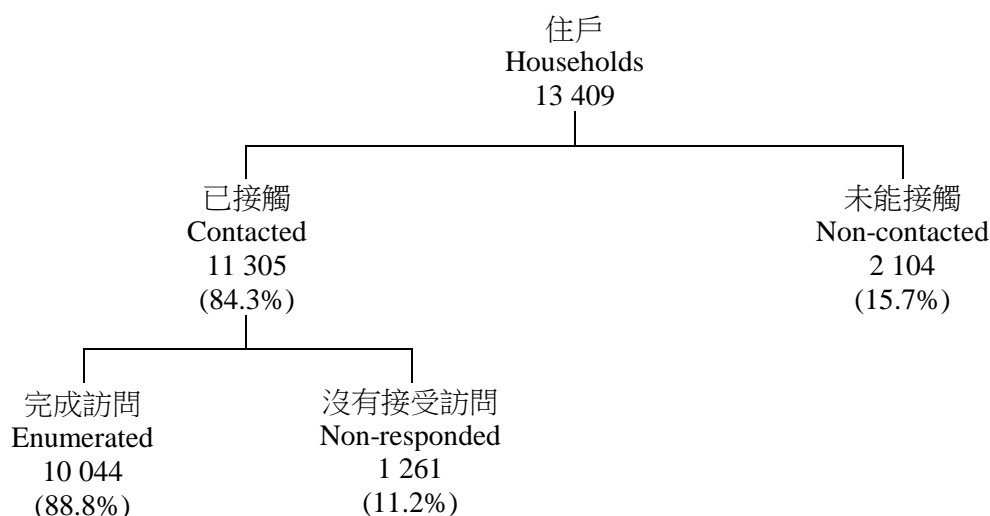 住戶
Households
13 409
已接觸
Contacted
11 305
(84.3%)
未能接觸
Non-contacted
2 104
(15.7%)
完成訪問
Enumerated
10 044
(88.8%)
沒有接受訪問
Non-responded
1 261
(11.2%)